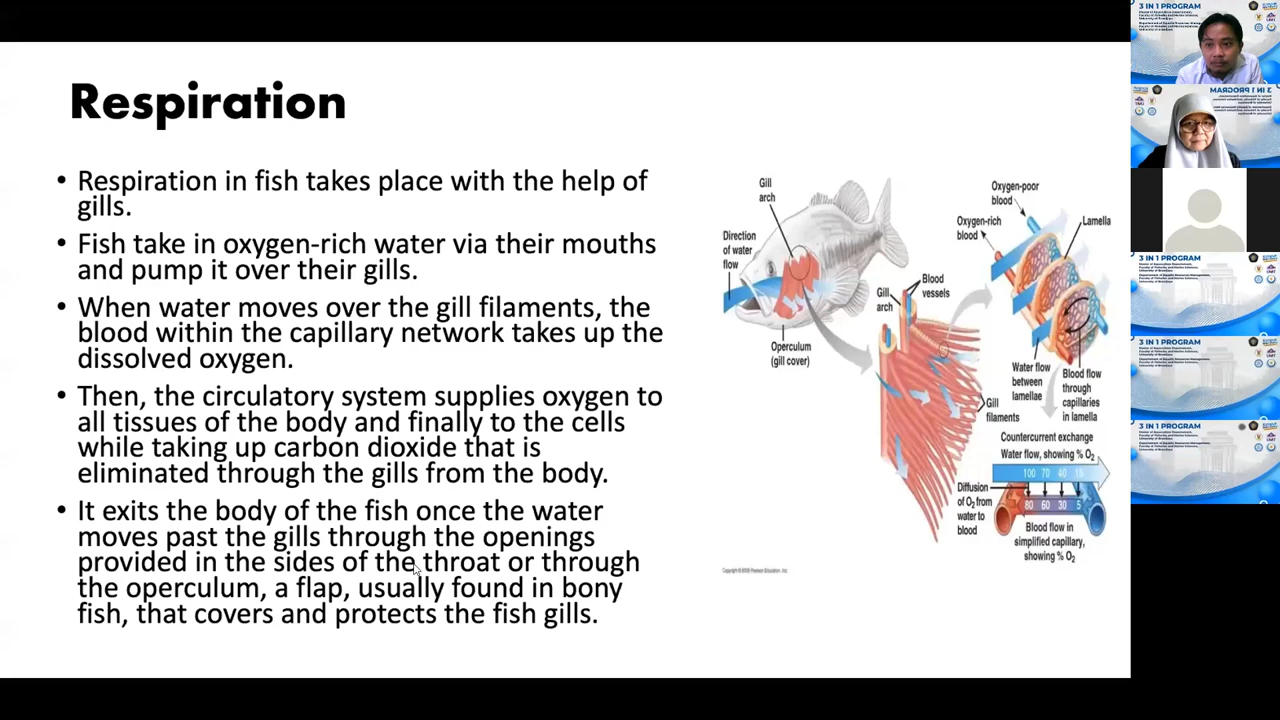 Respiration
• Respiration in fish takes place with the help of
gills.
• Fish take in oxygen-rich water via their mouths
and pump it over their gills.
• When water moves over the gill filaments, the
blood within the capillary network takes up the
dissolved oxygen.
• Then, the circulatory system supplies oxygen to
all tissues of the body and finally to the cells
while taking up carbon dioxide that is
eliminated through the gills from the body.
• It exits the body of the fish once the water
moves past the gills through the openings
provided in the sides of the throat or through
the operculum, a flap, usually found in bony
fish, that covers and protects the fish gills.
Gill
arch
Direction
of water
flow
Operculum
(gill cover)
Gill
arch
Blood
vessels
Oxygen-poor
blood
Oxygen-rich
blood
Lamella
Water flow
between
lamellae
Blood flow
through
capillaries
in lamella
Gill
filaments
Countercurrent exchange
Water flow, showing % O2
100 70 40 15
Diffusion
of O2 from
water to
blood
80 60 30 5
Blood flow in
simplified capillary,
showing % O2
3 IN 1 PROGRAM
3 IN 1 PROGRAM
3 IN 1 PROGRAM
3 IN 1 PROGRAM
3 IN 1 PROGRAM